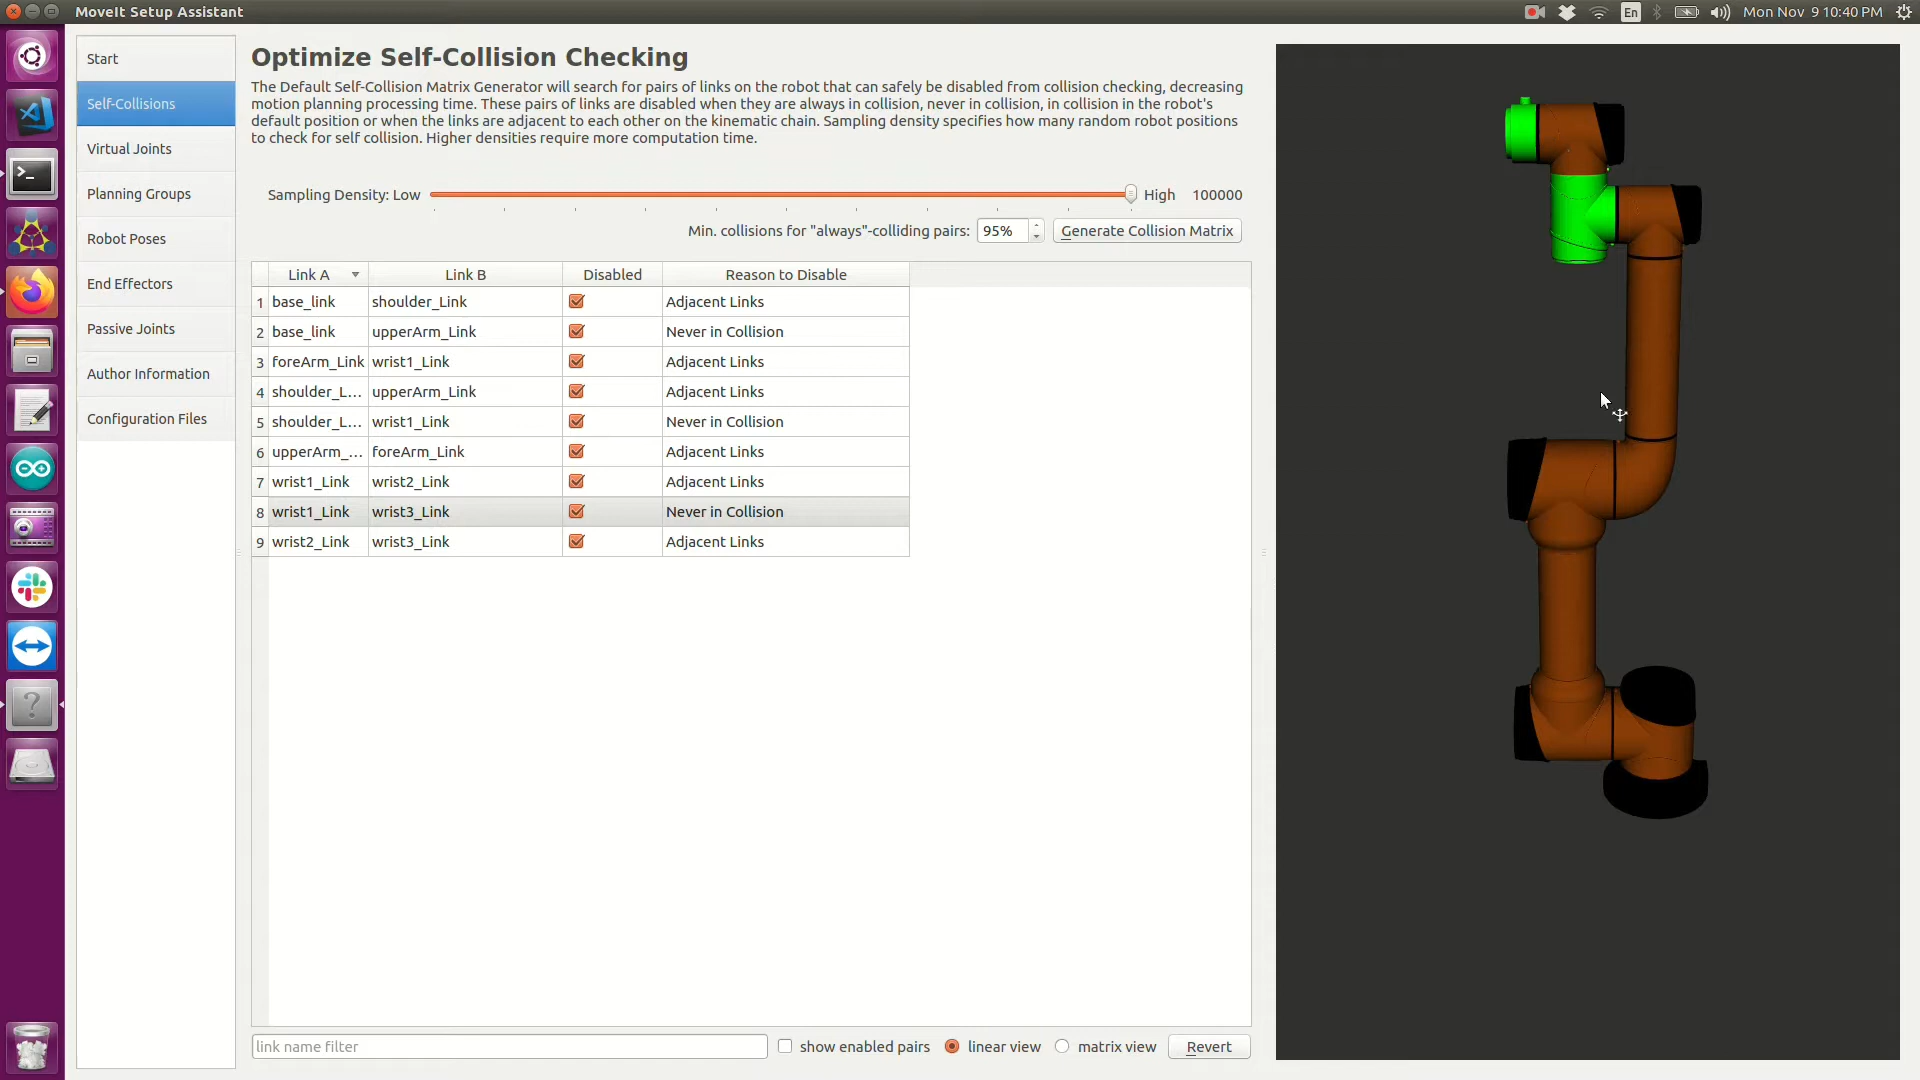 MoveIt Setup Assistant
En
Mon Nov 9 10:40 PM
Start
Self-Collisions
Virtual Joints
Planning Groups
Robot Poses
End Effectors
Passive Joints
Author Information
Configuration Files
Optimize Self-Collision Checking
The Default Self-Collision Matrix Generator will search for pairs of links on the robot that can safely be disabled from collision checking, decreasing
motion planning processing time. These pairs of links are disabled when they are always in collision, never in collision, in collision in the robot's
default position or when the links are adjacent to each other on the kinematic chain. Sampling density specifies how many random robot positions
to check for self collision. Higher densities require more computation time.
Sampling Density: Low High 100000
Min. collisions for "always"-colliding pairs: 95% Generate Collision Matrix
Link A Link B Disabled Reason to Disable
1 base_link shoulder_Link Adjacent Links
2 base_link upperArm_Link Never in Collision
3 foreArm_Link wrist1_Link Adjacent Links
4 shoulder_L... upperArm_Link Adjacent Links
5 shoulder_L... wrist1_Link Never in Collision
6 upperArm_... foreArm_Link Adjacent Links
7 wrist1_Link wrist2_Link Adjacent Links
8 wrist1_Link wrist3_Link Never in Collision
9 wrist2_Link wrist3_Link Adjacent Links
link name filter show enabled pairs linear view matrix view Revert